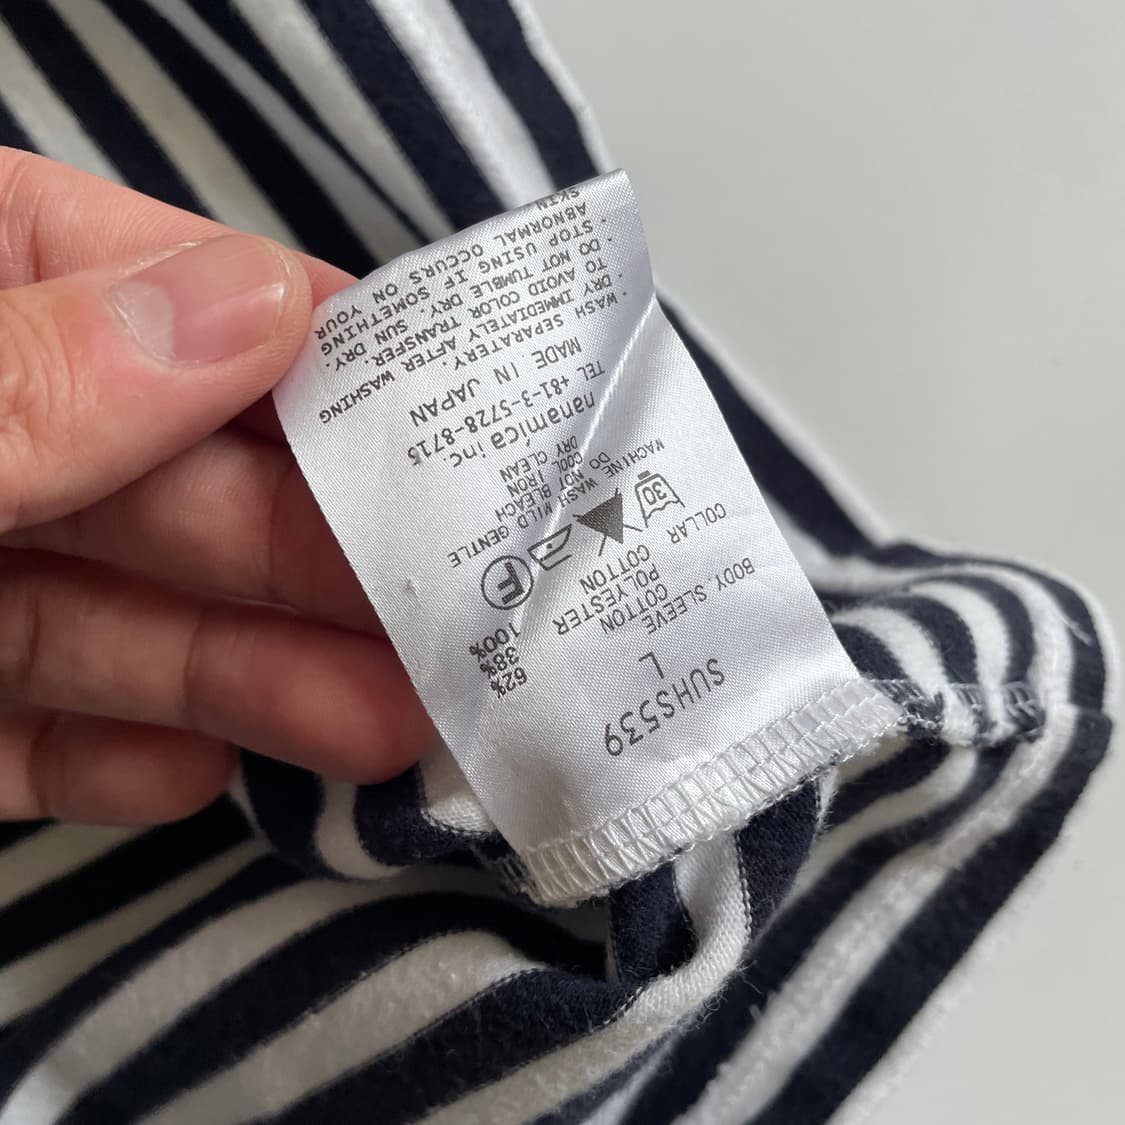 SUHS539
L
BODY, SLEEVE
COTTON 62%
POLYESTER 38%
COLLAR
COTTON 100%
30
F
MACHINE WASH MILD GENTLE
DO NOT BLEACH
COOL IRON
DRY CLEAN
nanamica inc.
TEL +81-3-5728-8715
MADE IN JAPAN
· WASH SEPARATERY AFTER WASHING
· DRY IMMEDIATELY
TO AVOID COLOR TRANSFER.
· DO NOT TUMBLE DRY. SUN DRY.
· STOP USING IF SOMETHING
ABNORMAL OCCURS ON YOUR
SKIN